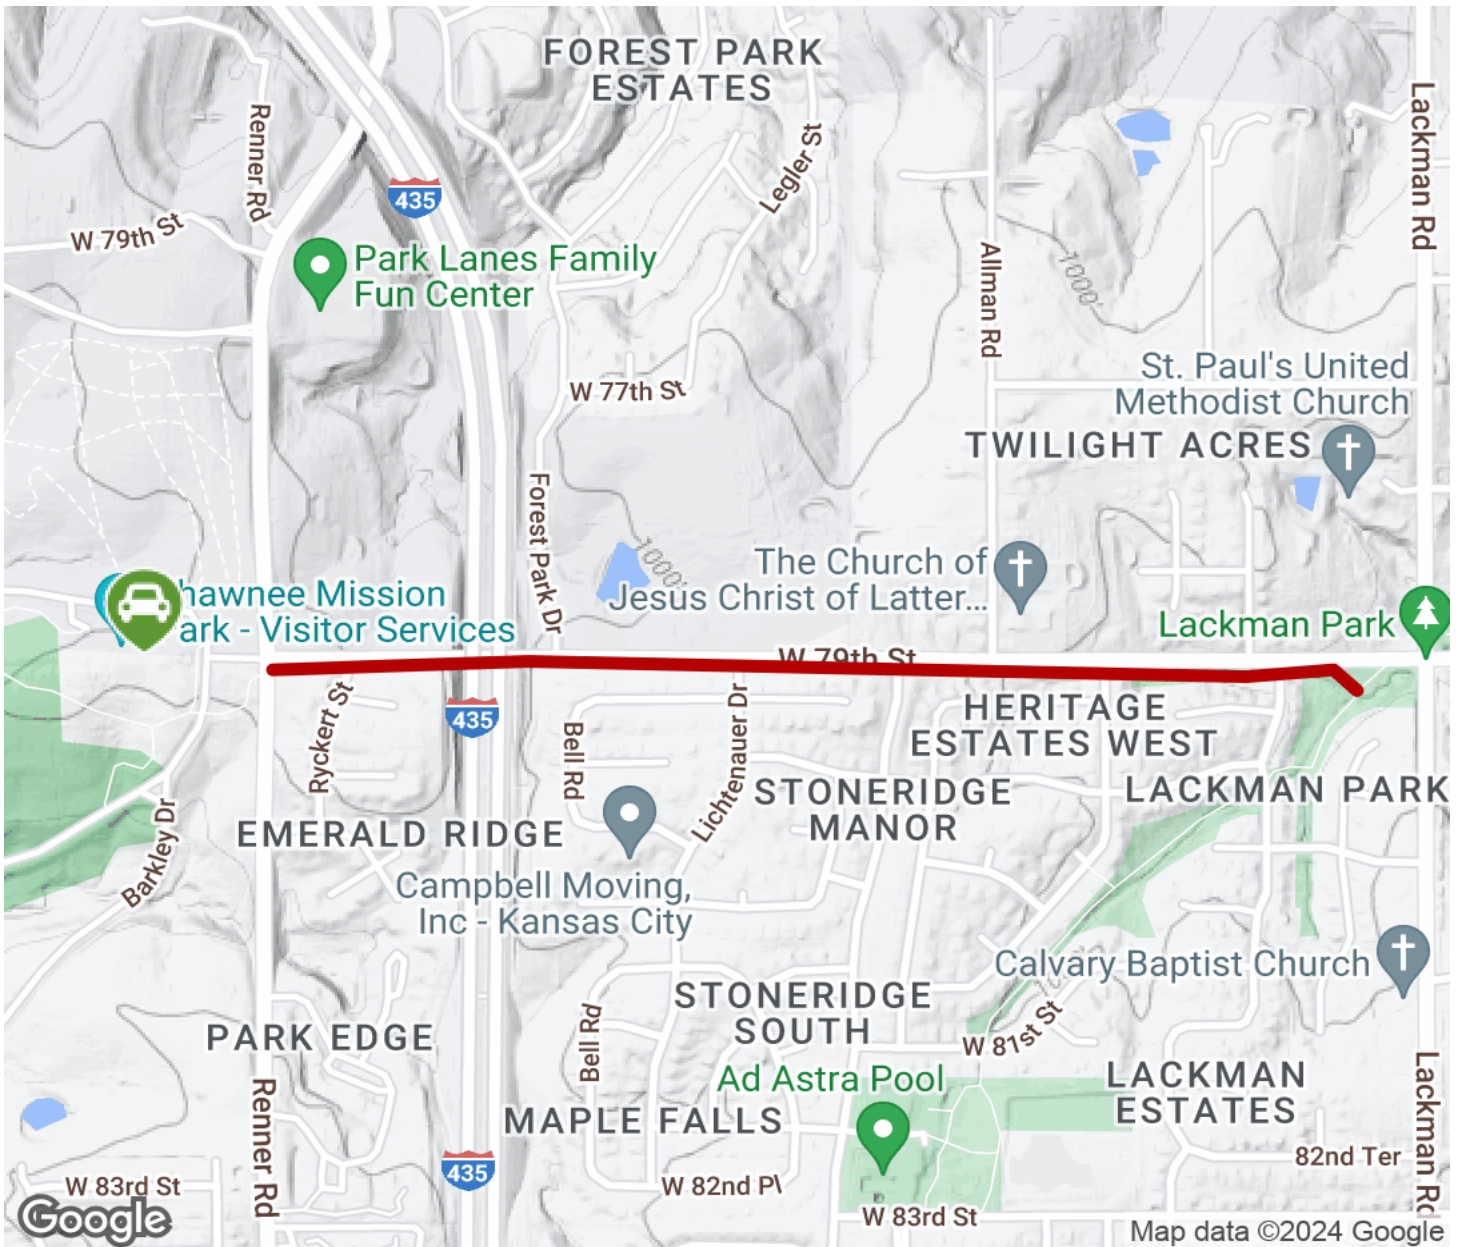 FOREST PARK
ESTATES
Renner Rd
Legler St
Lackman Rd
435
W 79th St
Park Lanes Family
Fun Center
Allman Rd
1000'
St. Paul's United
Methodist Church
W 77th St
TWILIGHT ACRES
Forest Park Dr
1000'
The Church of
Jesus Christ of Latter...
hawnee Mission
ark - Visitor Services
Lackman Park
W 79th St
Ryckert St
435
Bell Rd
Lichtenauer Dr
HERITAGE
ESTATES WEST
STONERIDGE
MANOR
LACKMAN PARK
EMERALD RIDGE
Barkley Dr
Campbell Moving,
Inc - Kansas City
Calvary Baptist Church
STONERIDGE
SOUTH
Bell Rd
W 81st St
PARK EDGE
Ad Astra Pool
LACKMAN
ESTATES
Lackman Rd
MAPLE FALLS
Renner Rd
435
82nd Ter
W 83rd St
W 82nd Pl
W 83rd St
Google
Map data ©2024 Google